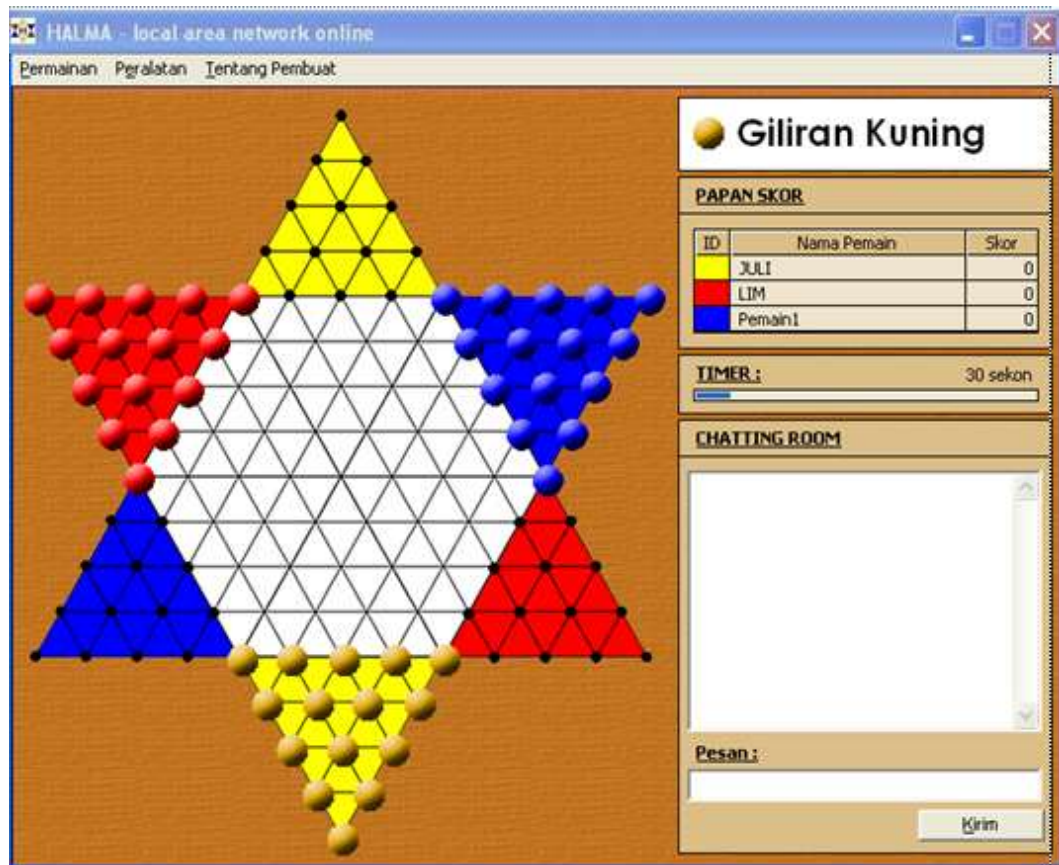 HALMA - local area network online
Permainan Peralatan Tentang Pembuat
Giliran Kuning
PAPAN SKOR
ID Nama Pemain Skor
JULI 0
LIM 0
Pemain1 0
TIMER : 30 sekon
CHATTING ROOM
Pesan :
Kirim